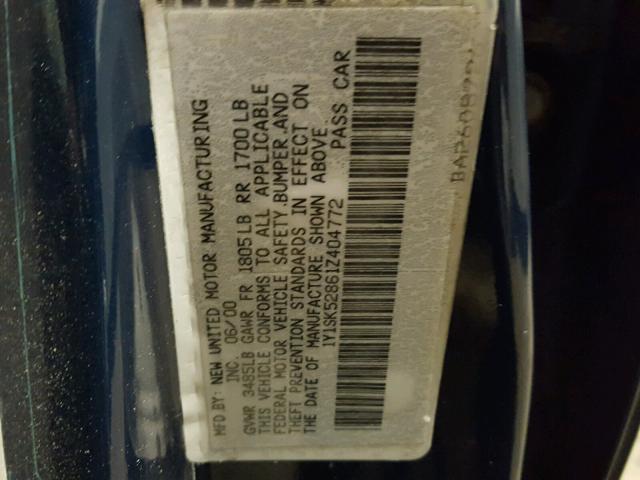 MFD BY: NEW UNITED MOTOR MANUFACTURING
INC. 06/00
GVWR 3485LB GAWR FR 1805LB RR 1700LB
THIS VEHICLE CONFORMS TO ALL APPLICABLE
FEDERAL MOTOR VEHICLE SAFETY, BUMPER, AND
THEFT PREVENTION STANDARDS IN EFFECT ON
THE DATE OF MANUFACTURE SHOWN ABOVE.
1Y1SK52861Z404772 PASS CAR